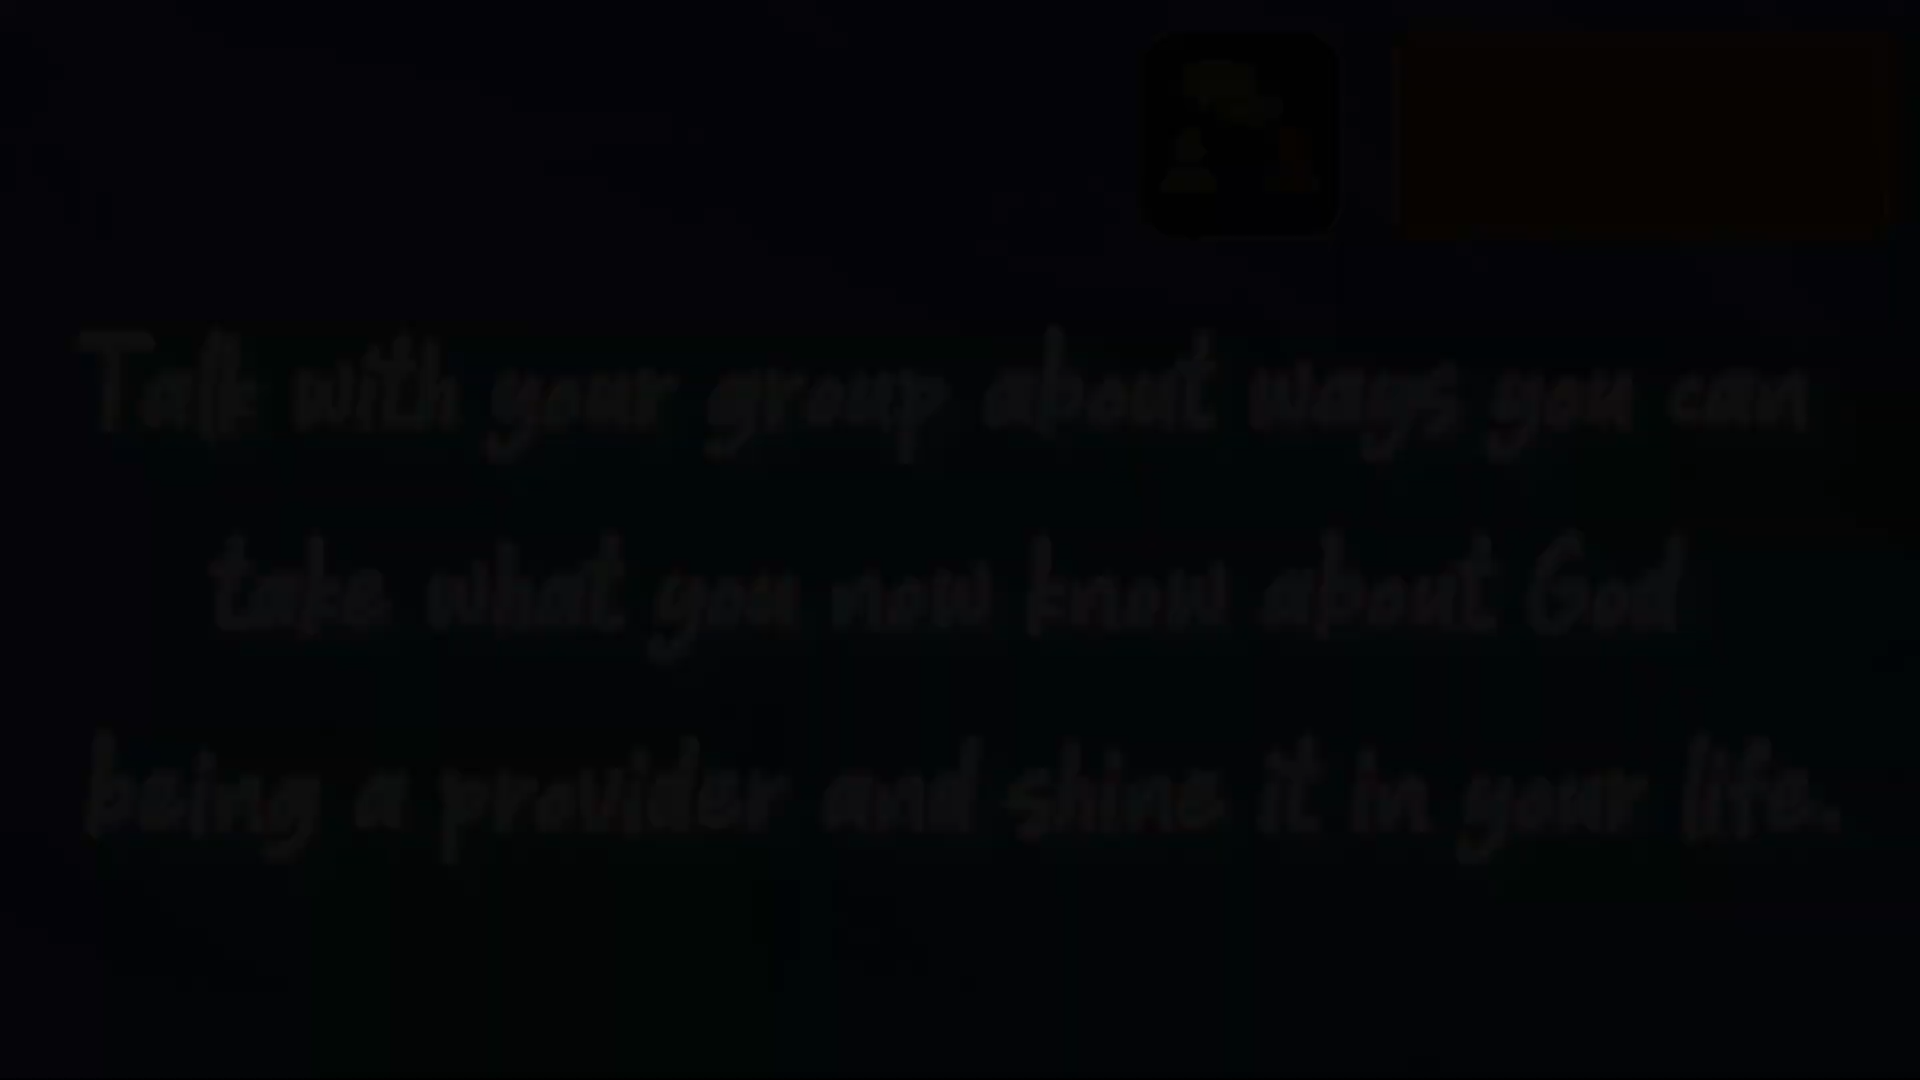 Talk with your group about ways you can
take what you now know about God
being a provider and shine it in your life.